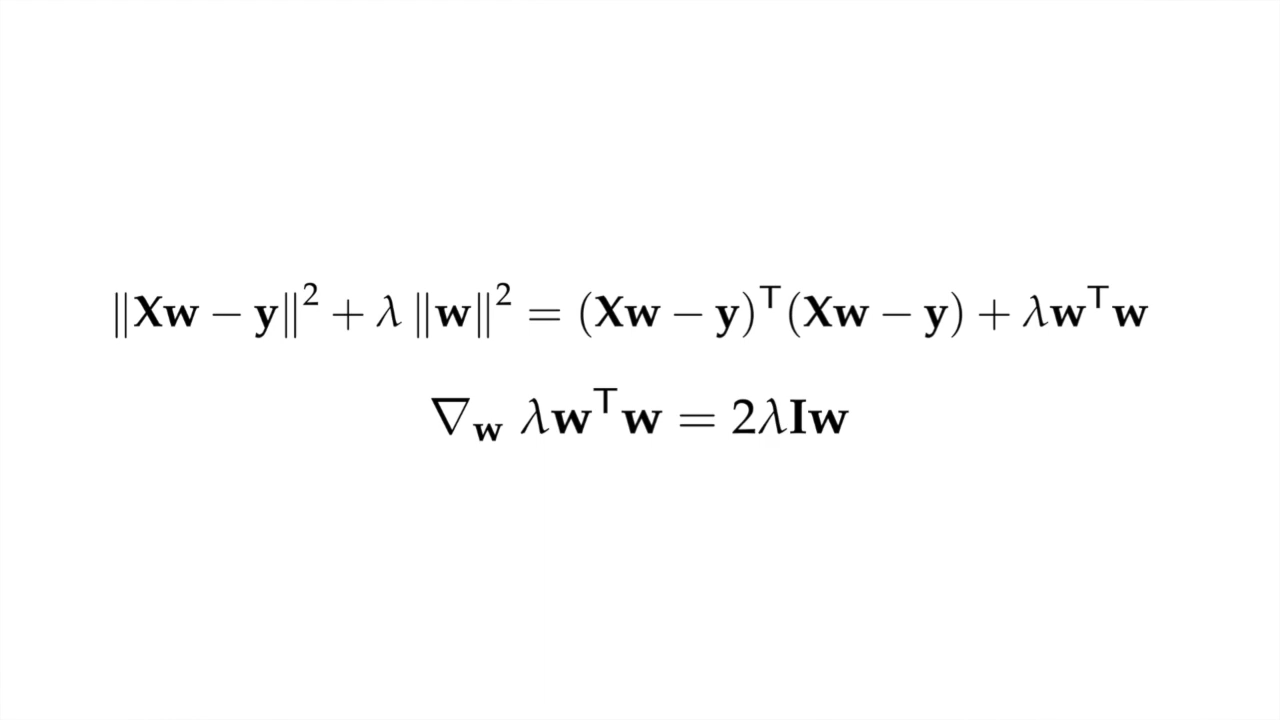 ‖Xw − y‖² + λ ‖w‖² = (Xw − y)ᵀ(Xw − y) + λwᵀw
∇_w λwᵀw = 2λIw